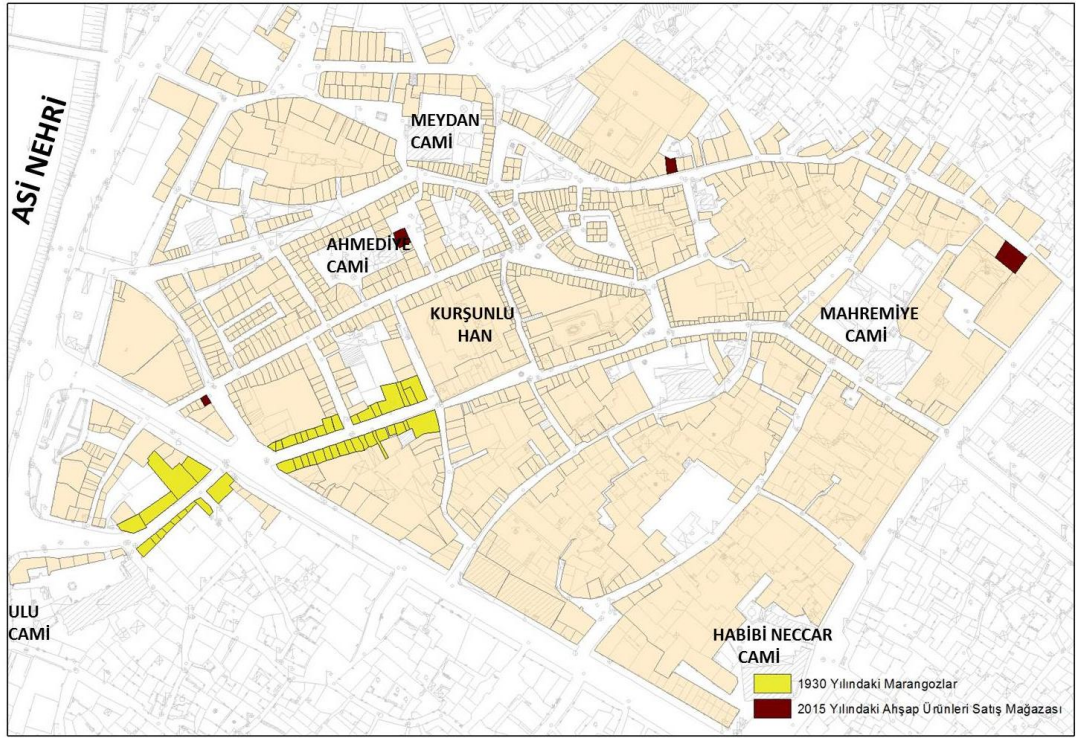 ASİ NEHRİ
MEYDAN
CAMİ
AHMEDİYE
CAMİ
KURŞUNLU
HAN
MAHREMİYE
CAMİ
ULU
CAMİ
HABİBİ NECCAR
CAMİ
1930 Yılındaki Marangozlar
2015 Yılındaki Ahşap Ürünleri Satış Mağazası